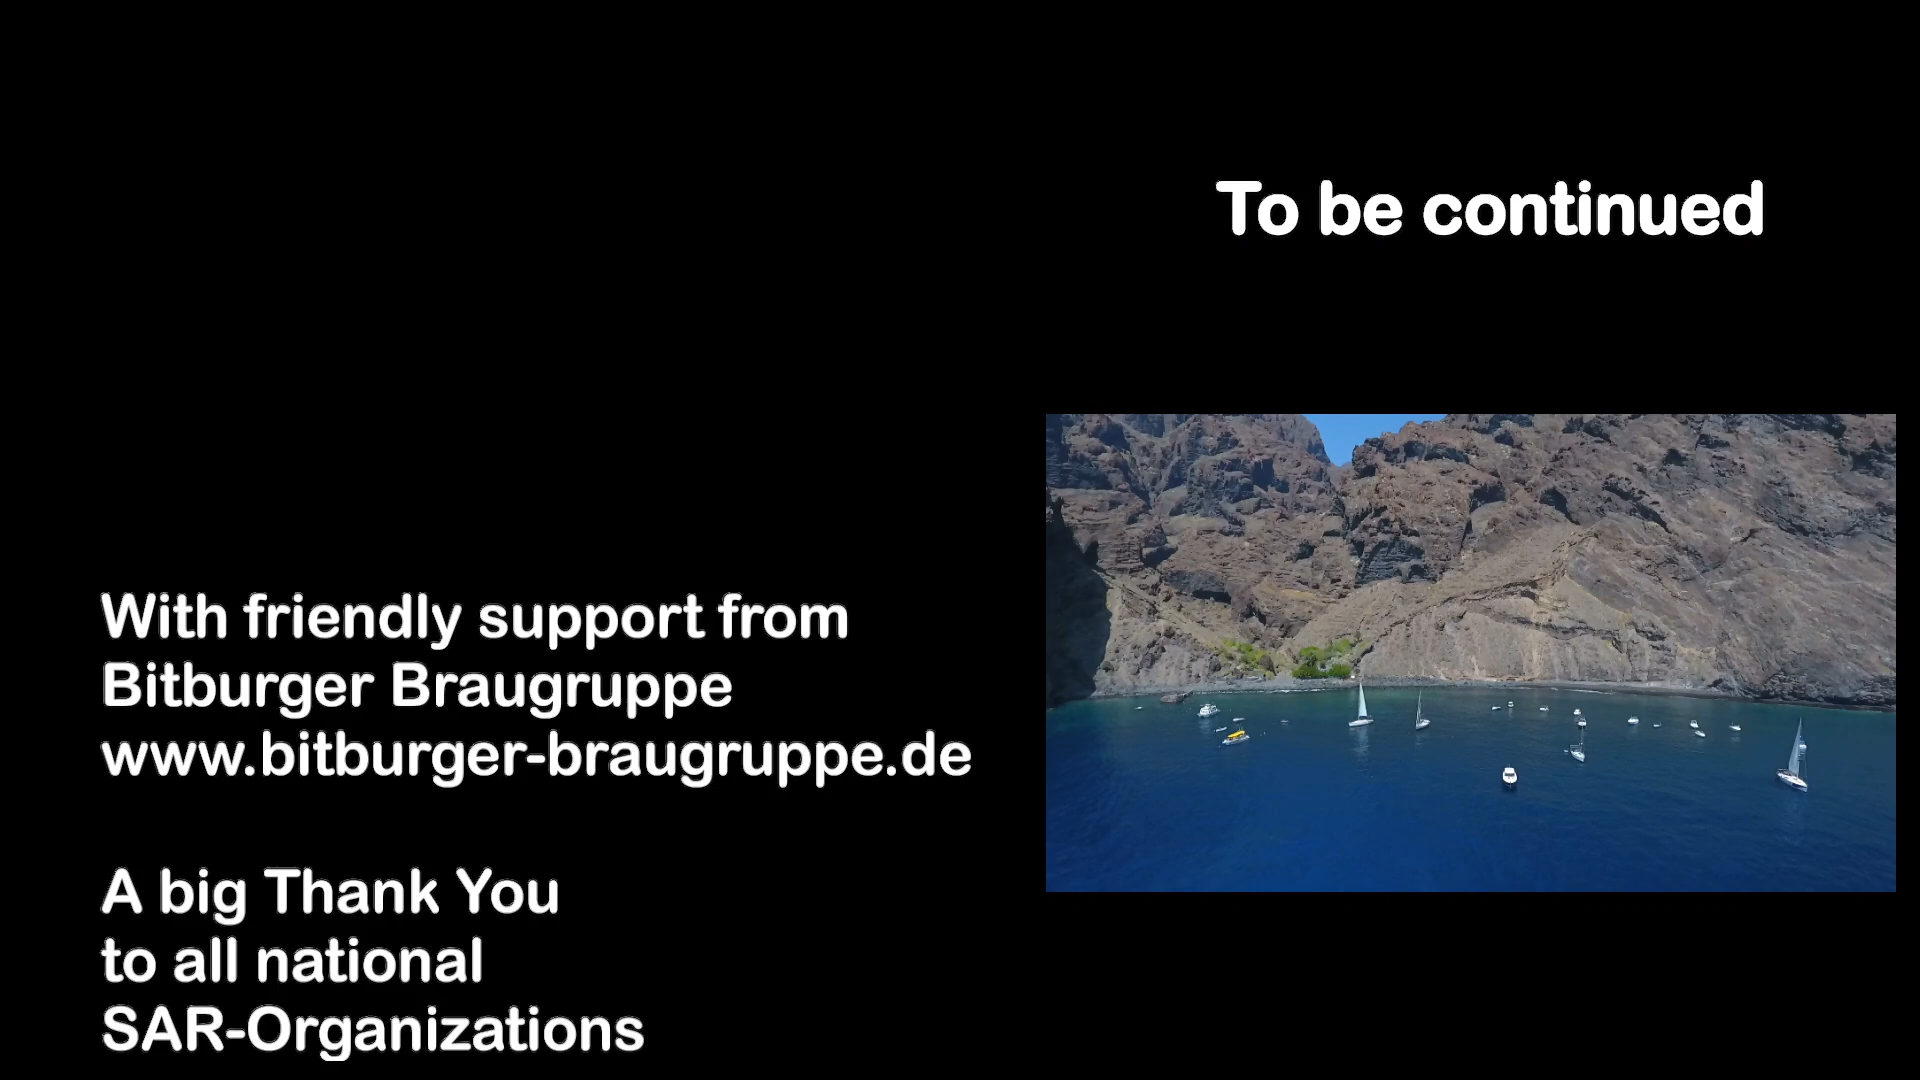 To be continued
With friendly support from
Bitburger Braugruppe
www.bitburger-braugruppe.de
A big Thank You
to all national
SAR-Organizations